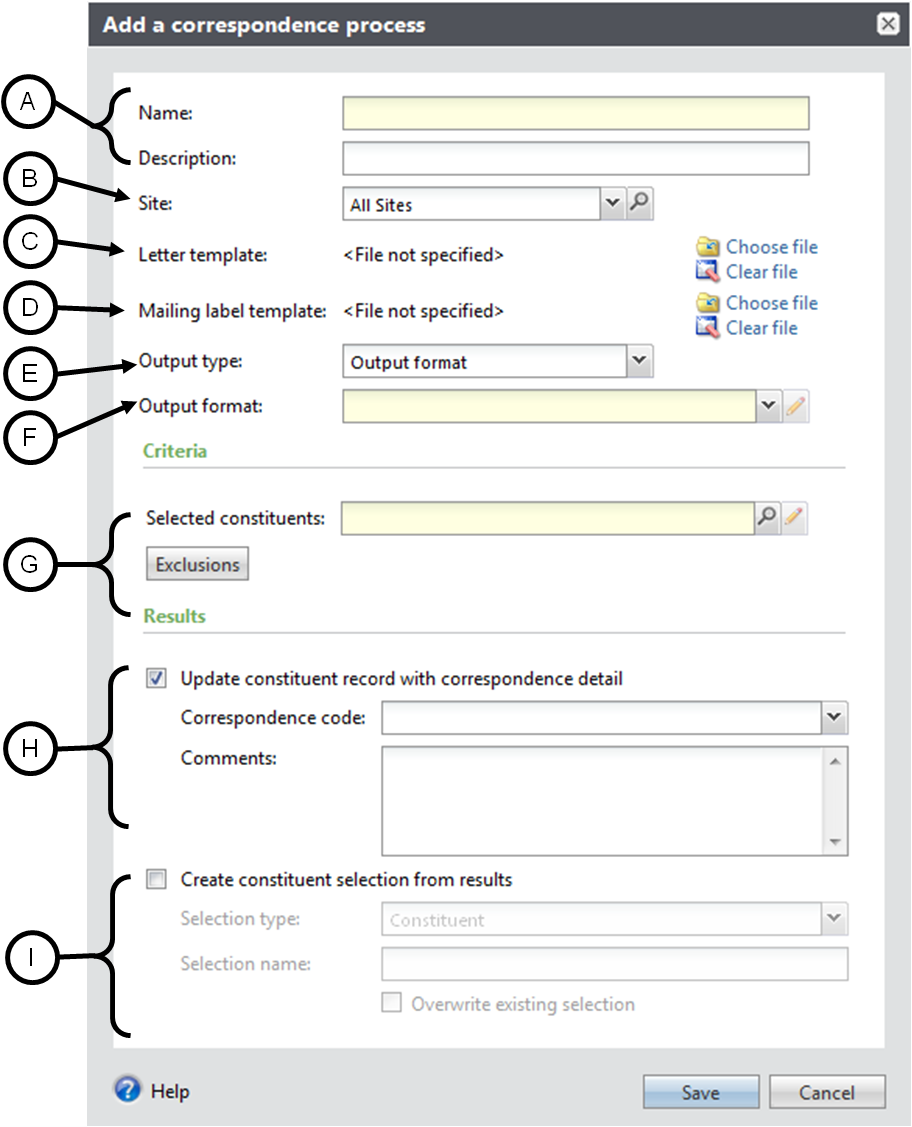 Add a correspondence process
A
Name:
Description:
B
Site: All Sites
C
Letter template: <File not specified> Choose file
Clear file
D
Mailing label template: <File not specified> Choose file
Clear file
E
Output type: Output format
F
Output format:
Criteria
G
Selected constituents:
Exclusions
Results
H
Update constituent record with correspondence detail
Correspondence code:
Comments:
I
Create constituent selection from results
Selection type: Constituent
Selection name:
Overwrite existing selection
? Help Save Cancel